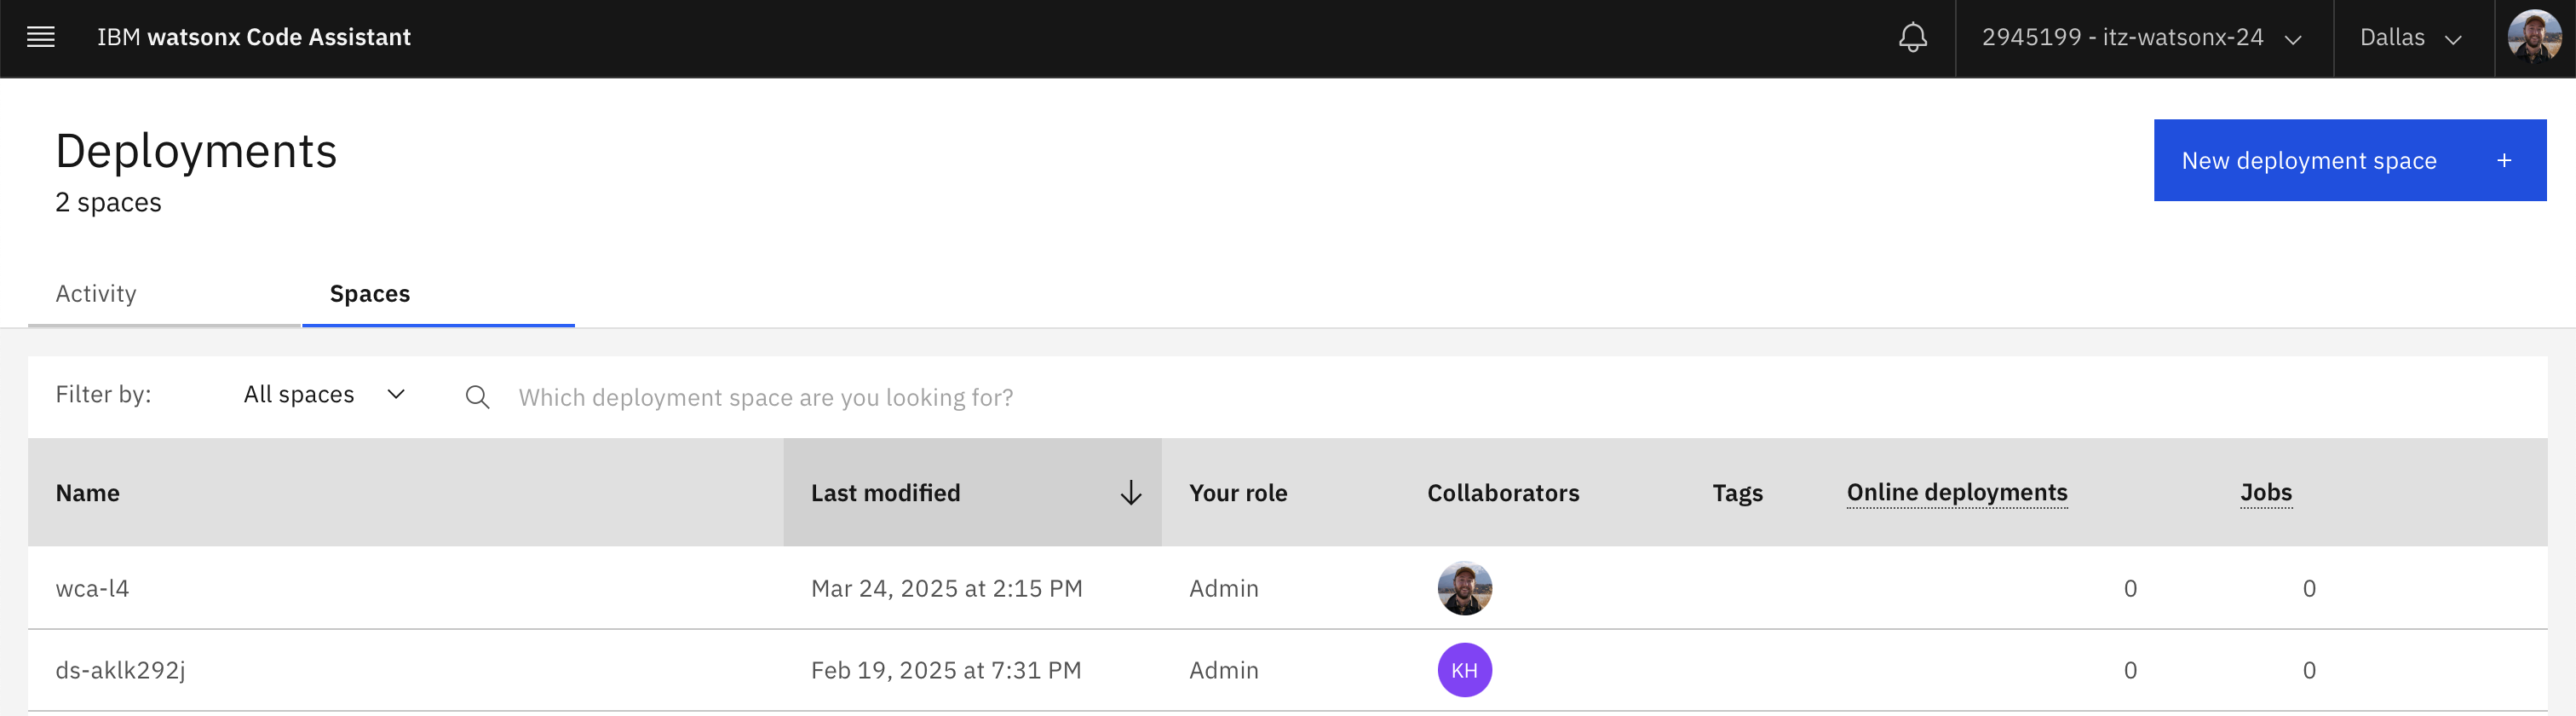 IBM watsonx Code Assistant
2945199 - itz-watsonx-24
Dallas
Deployments
2 spaces
New deployment space +
Activity
Spaces
Filter by:
All spaces
Which deployment space are you looking for?
Name Last modified Your role Collaborators Tags Online deployments Jobs
wca-l4 Mar 24, 2025 at 2:15 PM Admin 0 0
ds-aklk292j Feb 19, 2025 at 7:31 PM Admin KH 0 0